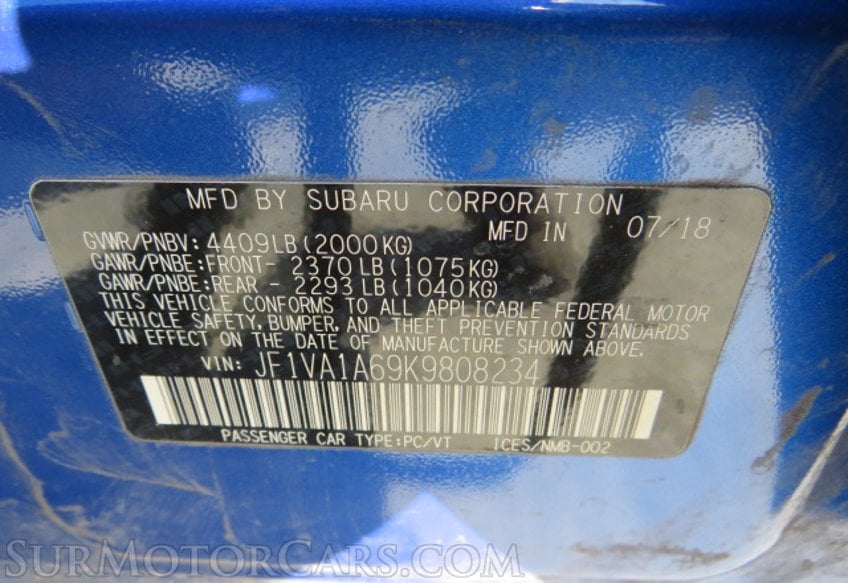 MFD BY SUBARU CORPORATION
MFD IN 07/18
GVWR/PNBV: 4409LB(2000KG)
GAWR/PNBE:FRONT- 2370LB(1075KG)
GAWR/PNBE:REAR - 2293LB(1040KG)
THIS VEHICLE CONFORMS TO ALL APPLICABLE FEDERAL MOTOR
VEHICLE SAFETY, BUMPER, AND THEFT PREVENTION STANDARDS
IN EFFECT ON THE DATE OF MANUFACTURE SHOWN ABOVE.
VIN: JF1VA1A69K9808234
PASSENGER CAR TYPE:PC/VT ICES/NMB-002
SurMotorCars.com